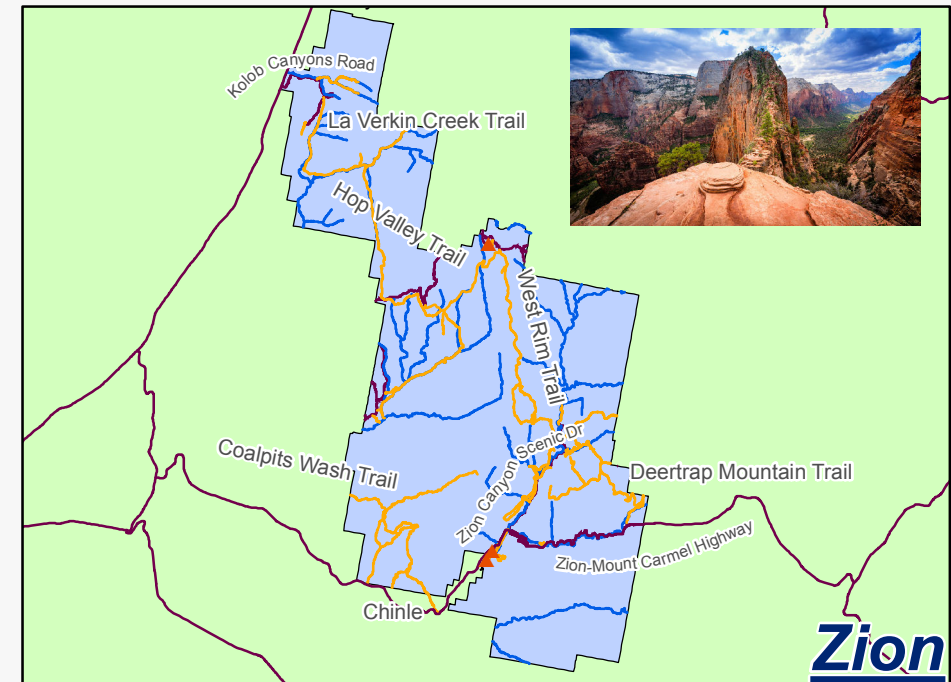 Kolob Canyons Road
La Verkin Creek Trail
Hop Valley Trail
West Rim Trail
Coalpits Wash Trail
Zion Canyon Scenic Dr
Deertrap Mountain Trail
Zion-Mount Carmel Highway
Chinle
Zion